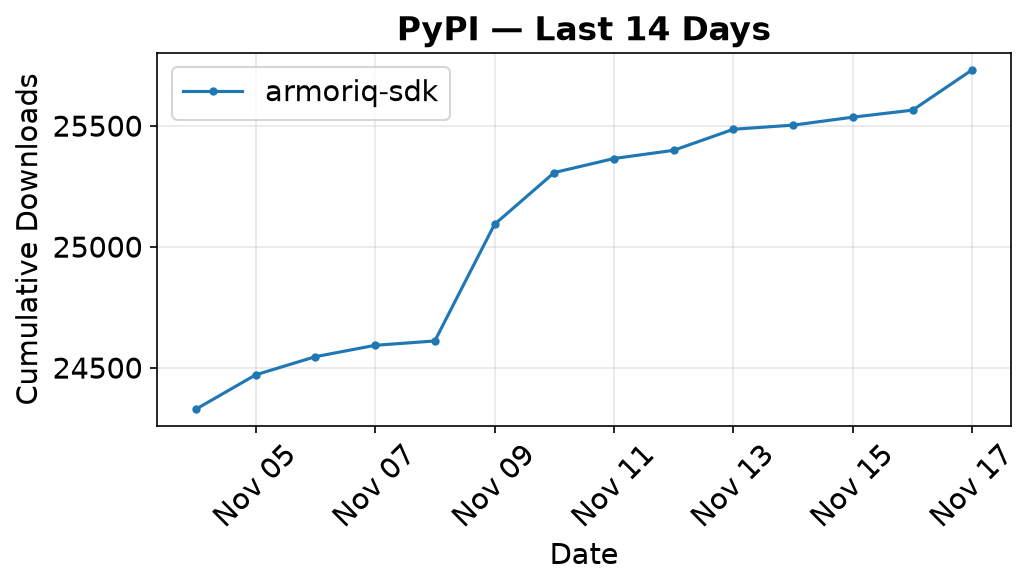 PyPI — Last 14 Days
armoriq-sdk
Cumulative Downloads
25500
25000
24500
Nov 05
Nov 07
Nov 09
Nov 11
Nov 13
Nov 15
Nov 17
Date